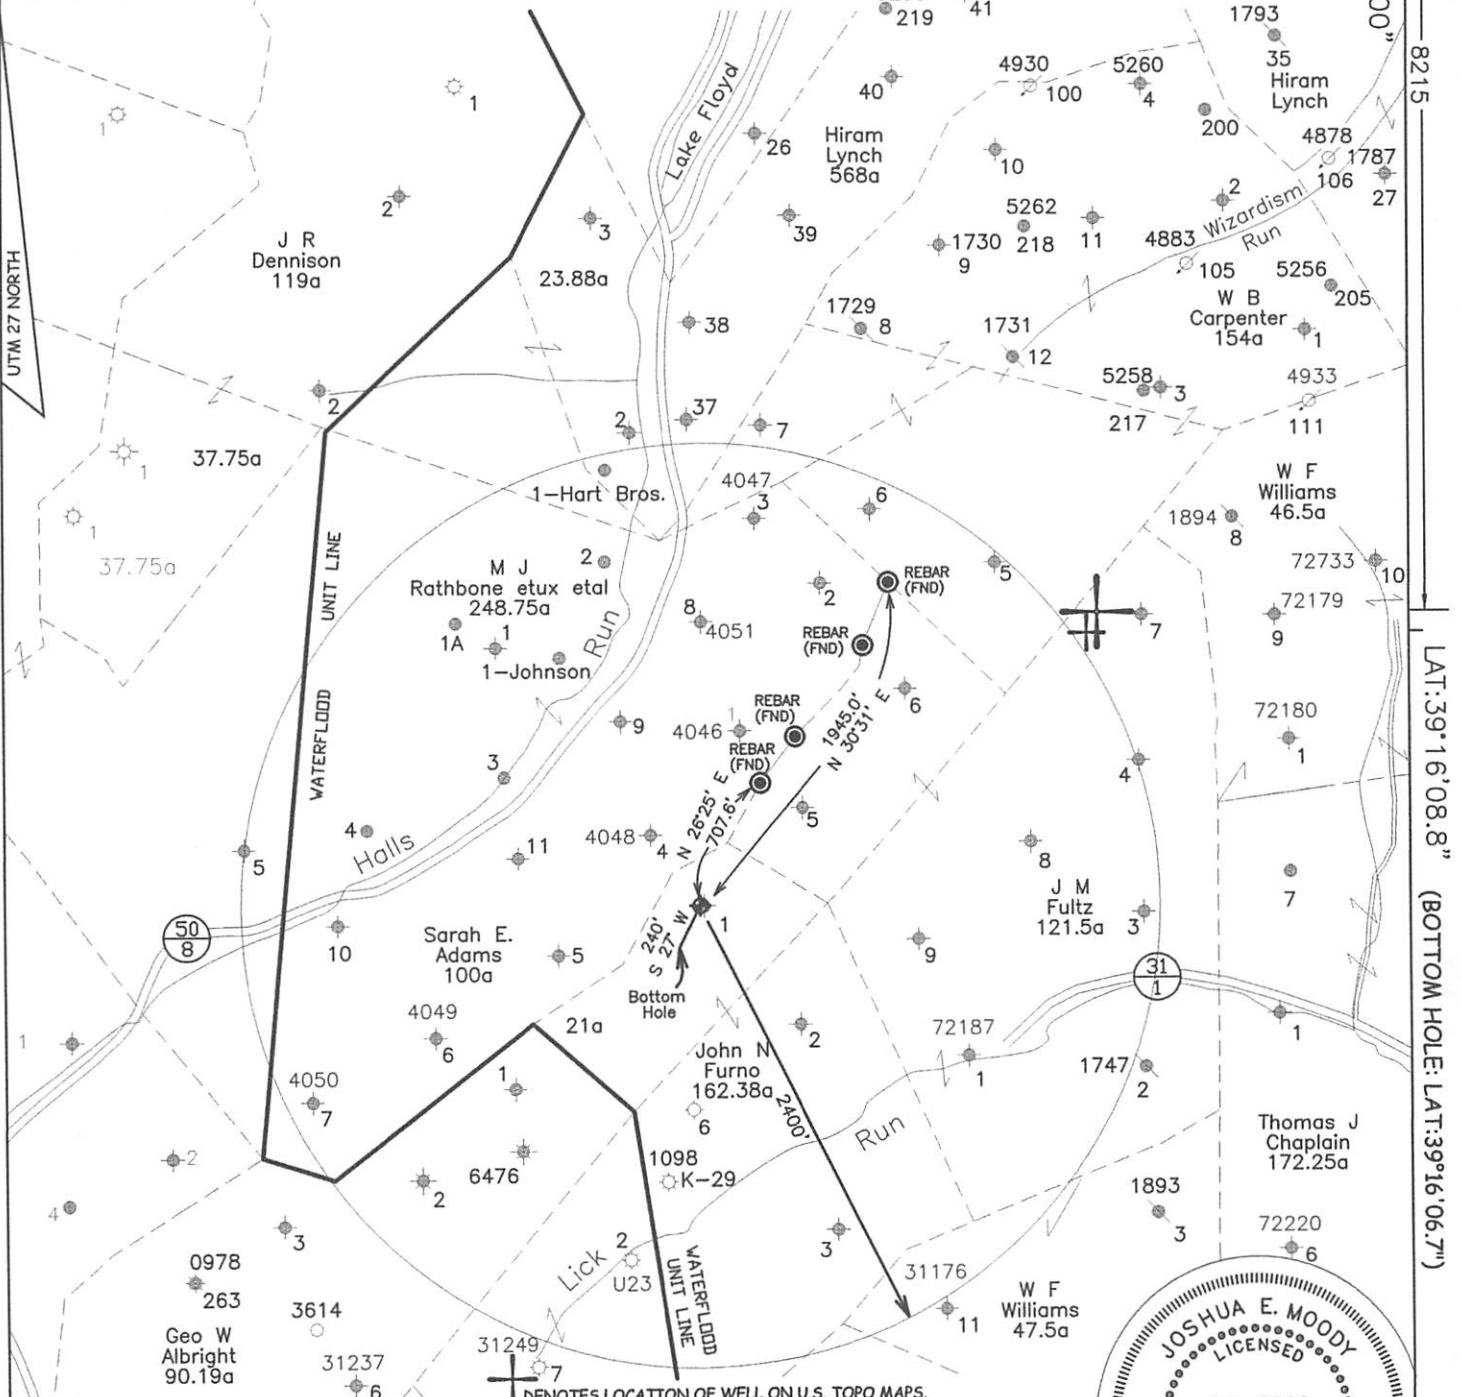 219
41
1793
35
Hiram
Lynch
00"
8215
1
1
40
4930
100
5260
4
200
Lake Floyd
26
Hiram
Lynch
568a
10
4878
106
1787
27
2
J R
Dennison
119a
3
39
5262
218
11
2
Wizardism
Run
UTM 27 NORTH
23.88a
1730
9
4883
105
5256
205
38
1729
8
1731
12
W B
Carpenter
154a
1
2
2
37
7
5258
3
217
4933
111
1
37.75a
1-Hart Bros.
4047
3
6
W F
Williams
46.5a
1
1894
8
37.75a
UNIT LINE
M J
Rathbone etux etal
248.75a
2
5
72733
10
2
REBAR
(FND)
1A
1
1-Johnson
Run
8
4051
REBAR
(FND)
7
72179
9
WATERFLOOD
9
1
4046
REBAR
(FND)
REBAR
(FND)
1945.0'
N 30°31' E
6
72180
1
LAT:39°16'08.8"
3
N 26°25' E
707.6'
5
4
4
Halls
5
11
4048
4
8
7
J M
Fultz
121.5a
3
(BOTTOM HOLE: LAT:39°16'06.7")
50
8
10
Sarah E.
Adams
100a
5
240'
S 27° W
1
9
31
1
Bottom
Hole
4049
6
21a
1
John N
Furno
162.38a
2
72187
1
1
4050
7
1
6
2400'
Run
1747
2
Thomas J
Chaplain
172.25a
2
2
6476
1098
K-29
4
3
0978
263
3
1893
3
72220
6
3614
Lick
2
U23
WATERFLOOD
UNIT LINE
31176
11
W F
Williams
47.5a
Geo W
Albright
90.19a
31237
6
31249
7
JOSHUA E. MOODY
LICENSED
DENOTES LOCATION OF WELL ON U.S. TOPO MAPS.